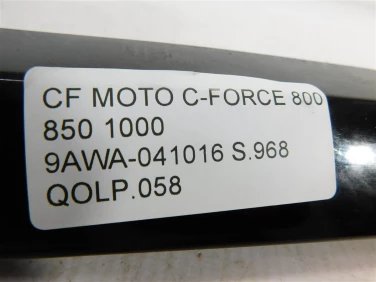 CF MOTO C-FORCE 800
850 1000
9AWA-041016 S.968
QOLP.058